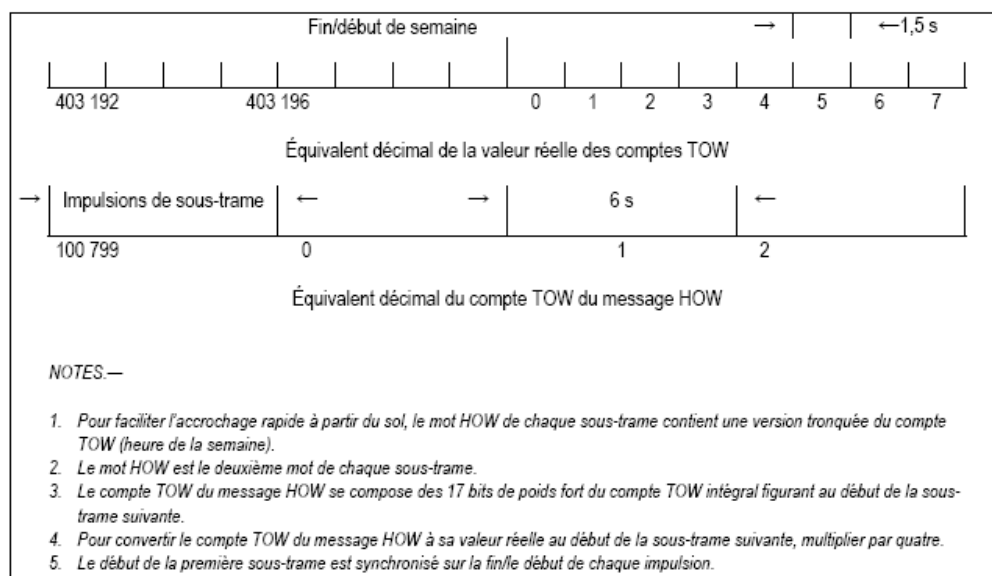 Fin/début de semaine → ←1,5 s
403 192 403 196 0 1 2 3 4 5 6 7
Équivalent décimal de la valeur réelle des comptes TOW
→ Impulsions de sous-trame ← → 6 s ←
100 799 0 1 2
Équivalent décimal du compte TOW du message HOW
NOTES.—
1. Pour faciliter l'accrochage rapide à partir du sol, le mot HOW de chaque sous-trame contient une version tronquée du compte
TOW (heure de la semaine).
2. Le mot HOW est le deuxième mot de chaque sous-trame.
3. Le compte TOW du message HOW se compose des 17 bits de poids fort du compte TOW intégral figurant au début de la sous-
trame suivante.
4. Pour convertir le compte TOW du message HOW à sa valeur réelle au début de la sous-trame suivante, multiplier par quatre.
5. Le début de la première sous-trame est synchronisé sur la fin/le début de chaque impulsion.